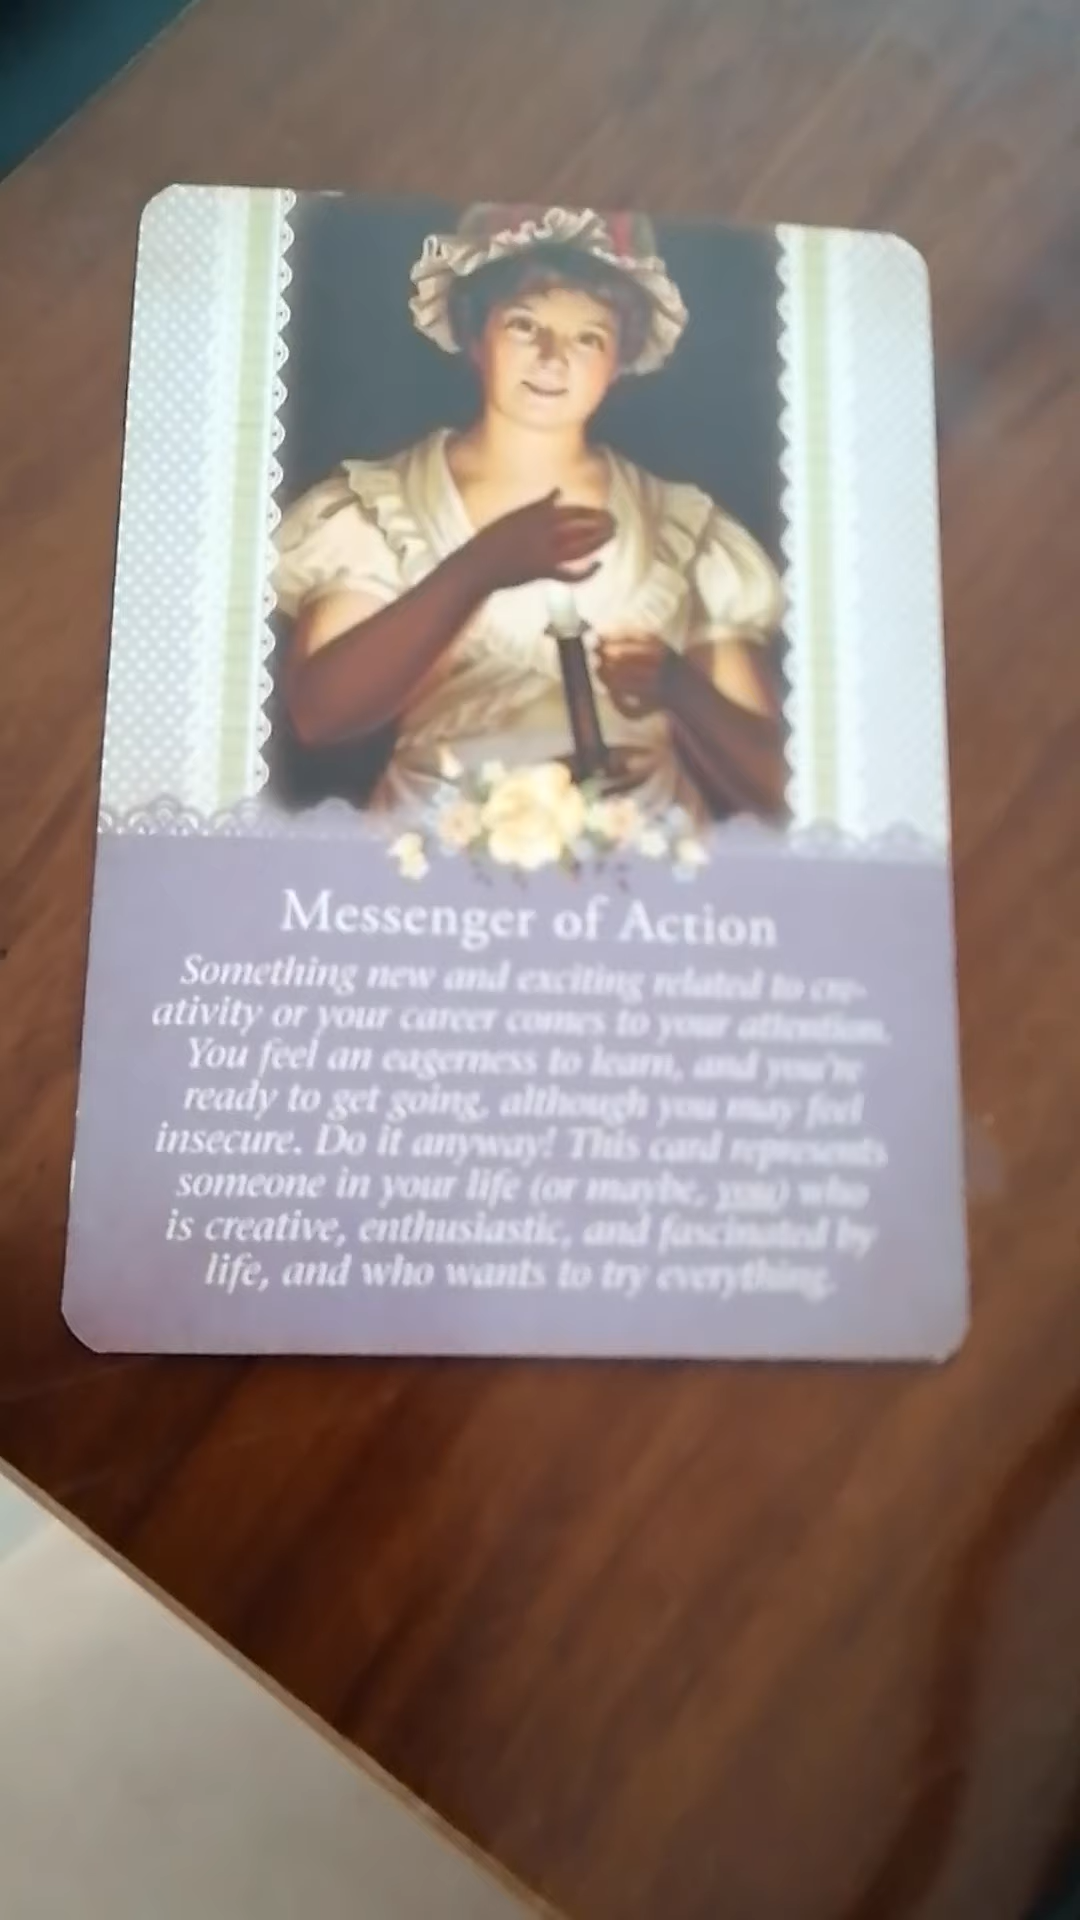 Messenger of Action
Something new and exciting related to cre-
ativity or your career comes to your attention.
You feel an eagerness to learn, and you're
ready to get going, although you may feel
insecure. Do it anyway! This card represents
someone in your life (or maybe, you) who
is creative, enthusiastic, and fascinated by
life, and who wants to try everything.